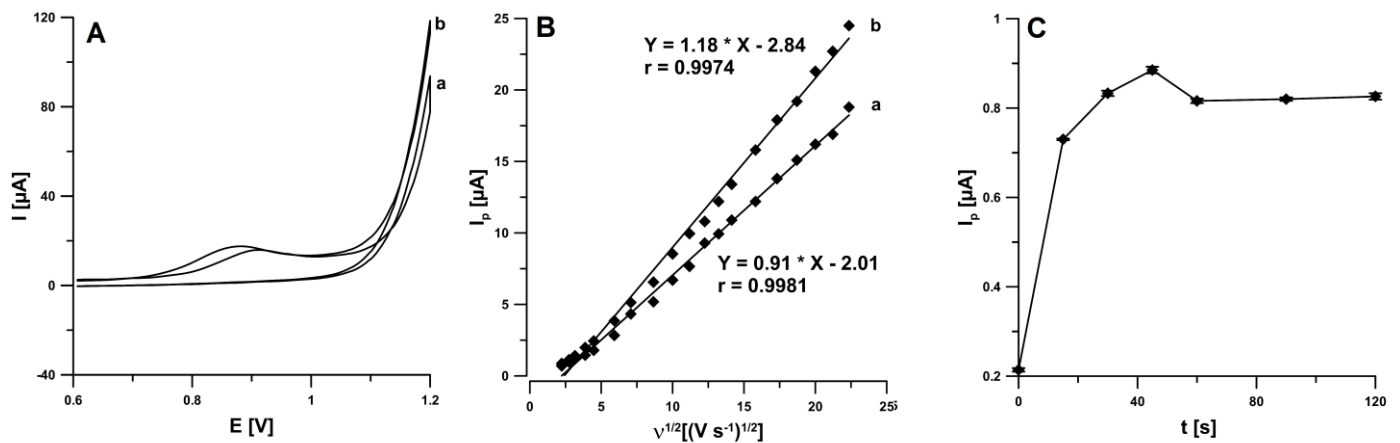 A
120
80
40
0
-40
I [µA]
0.6
0.8
1
1.2
E [V]
b
a
B
25
20
15
10
5
0
Ip [µA]
Y = 1.18 * X - 2.84
r = 0.9974
Y = 0.91 * X - 2.01
r = 0.9981
b
a
0
5
10
15
20
25⁵
ν1/2[(V s-1)1/2]
C
1
0.8
0.6
0.4
0.2
Ip [µA]
0
40
80
120
t [s]